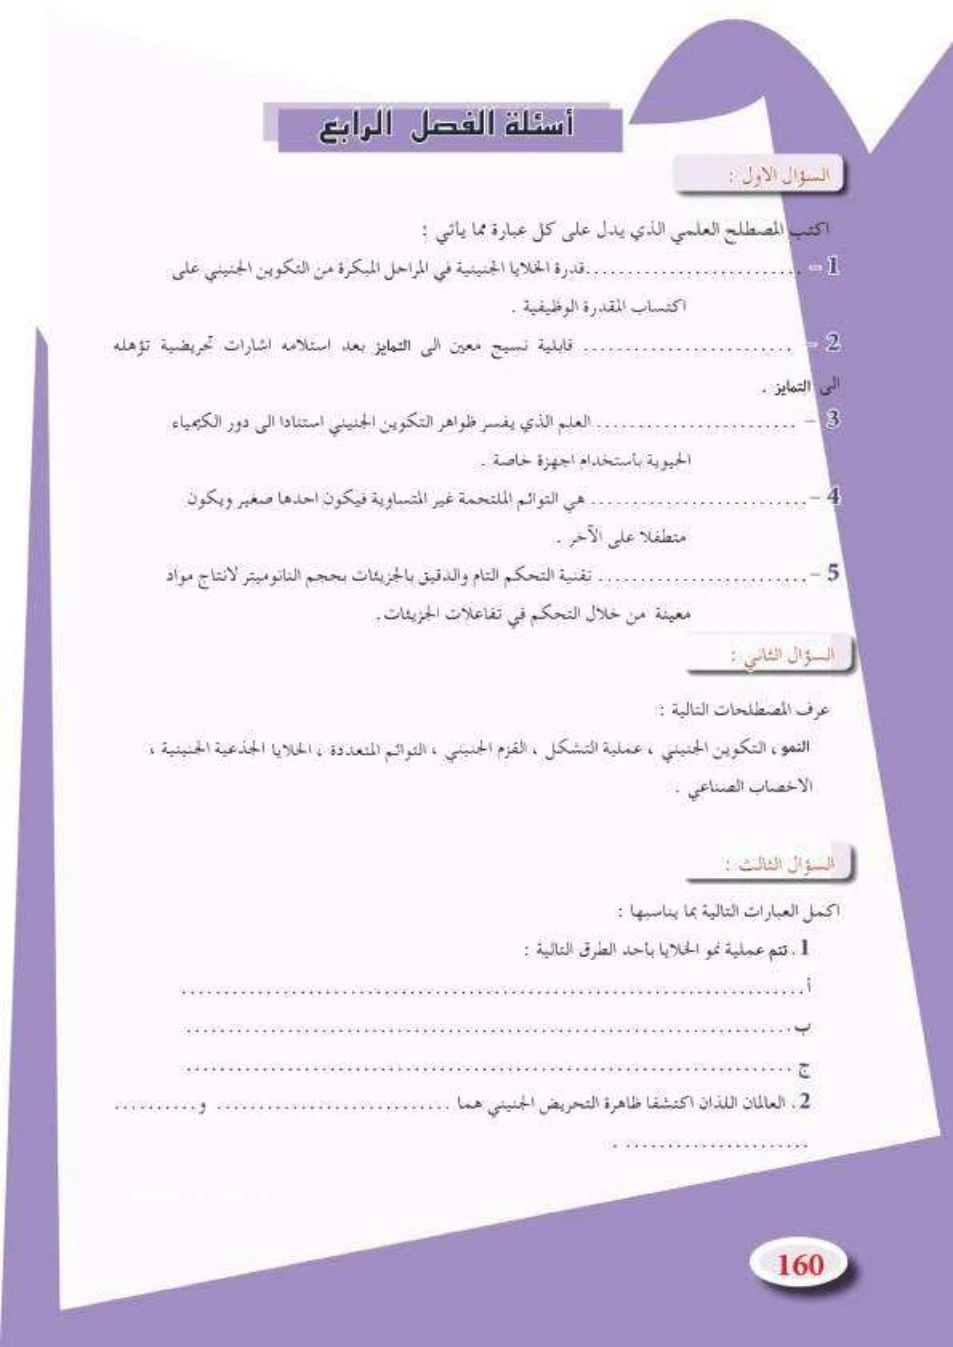 أسئلة الفصل الرابع
السؤال الاول :
اكتب المصطلح العلمي الذي يدل على كل عبارة مما يأتي :
1 - ..........................قدرة الخلايا الجنينية في المراحل المبكرة من التكوين الجنيني على
اكتساب المقدرة الوظيفية .
2 - ......................... قابلية نسيج معين الى التمايز بعد استلامه اشارات تحريضية تؤهله
الى التمايز .
3 - ........................ العلم الذي يفسر ظواهر التكوين الجنيني استنادا الى دور الكيمياء
الحيوية بأستخدام اجهزة خاصة .
4 -.......................... هي التوائم الملتحمة غير المتساوية فيكون احدها صغير ويكون
متطفلا على الآخر .
5 -......................... تقنية التحكم التام والدقيق بالجزيئات بحجم النانوميتر لانتاج مواد
معينة من خلال التحكم في تفاعلات الجزيئات.
السؤال الثاني :
عرف المصطلحات التالية :
النمو ، التكوين الجنيني ، عملية التشكل ، القزم الجنيني ، التوائم المتعددة ، الخلايا الجذعية الجنينية ،
الاخصاب الصناعي .
السؤال الثالث :
اكمل العبارات التالية بما يناسبها :
1 . تتم عملية نمو الخلايا بأحد الطرق التالية :
أ...........................................................................
ب.........................................................................
ج .........................................................................
2 . العالمان اللذان اكتشفا ظاهرة التحريض الجنيني هما ............................ و..........
...................... .
160